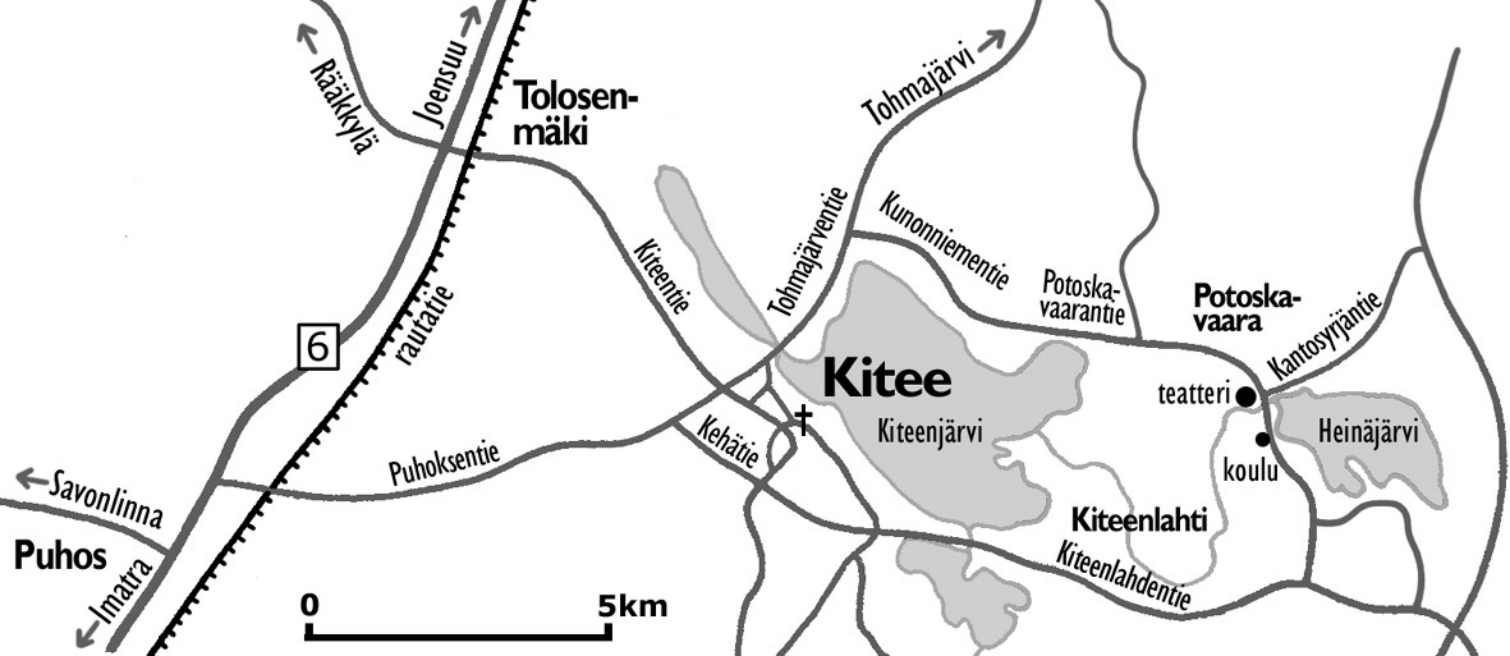 Rääkkylä
Joensuu
Tolosen-
mäki
Tohmajärvi
Kiteentie
Tohmajärventie
Kunonniementie
Potoska-
vaarantie
Potoska-
vaara
Kantosyrjäntie
6
rautatie
Kitee
Kiteenjärvi
teatteri
Heinäjärvi
koulu
Kehätie
Puhoksentie
Savonlinna
Puhos
Imatra
Kiteenlahti
Kiteenlahdentie
0
5km